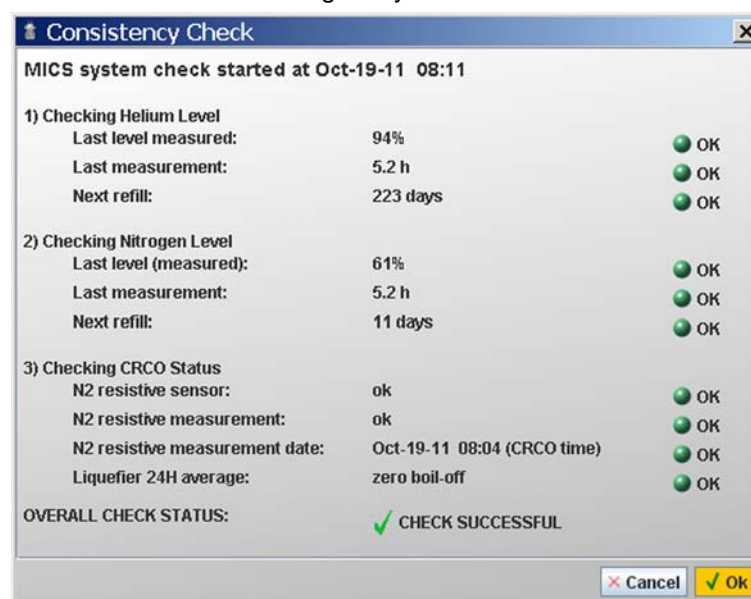 Consistency Check
MICS system check started at Oct-19-11 08:11
1) Checking Helium Level
Last level measured: 94% OK
Last measurement: 5.2 h OK
Next refill: 223 days OK
2) Checking Nitrogen Level
Last level (measured): 61% OK
Last measurement: 5.2 h OK
Next refill: 11 days OK
3) Checking CRCO Status
N2 resistive sensor: ok OK
N2 resistive measurement: ok OK
N2 resistive measurement date: Oct-19-11 08:04 (CRCO time) OK
Liquefier 24H average: zero boil-off OK
OVERALL CHECK STATUS: CHECK SUCCESSFUL
Cancel Ok